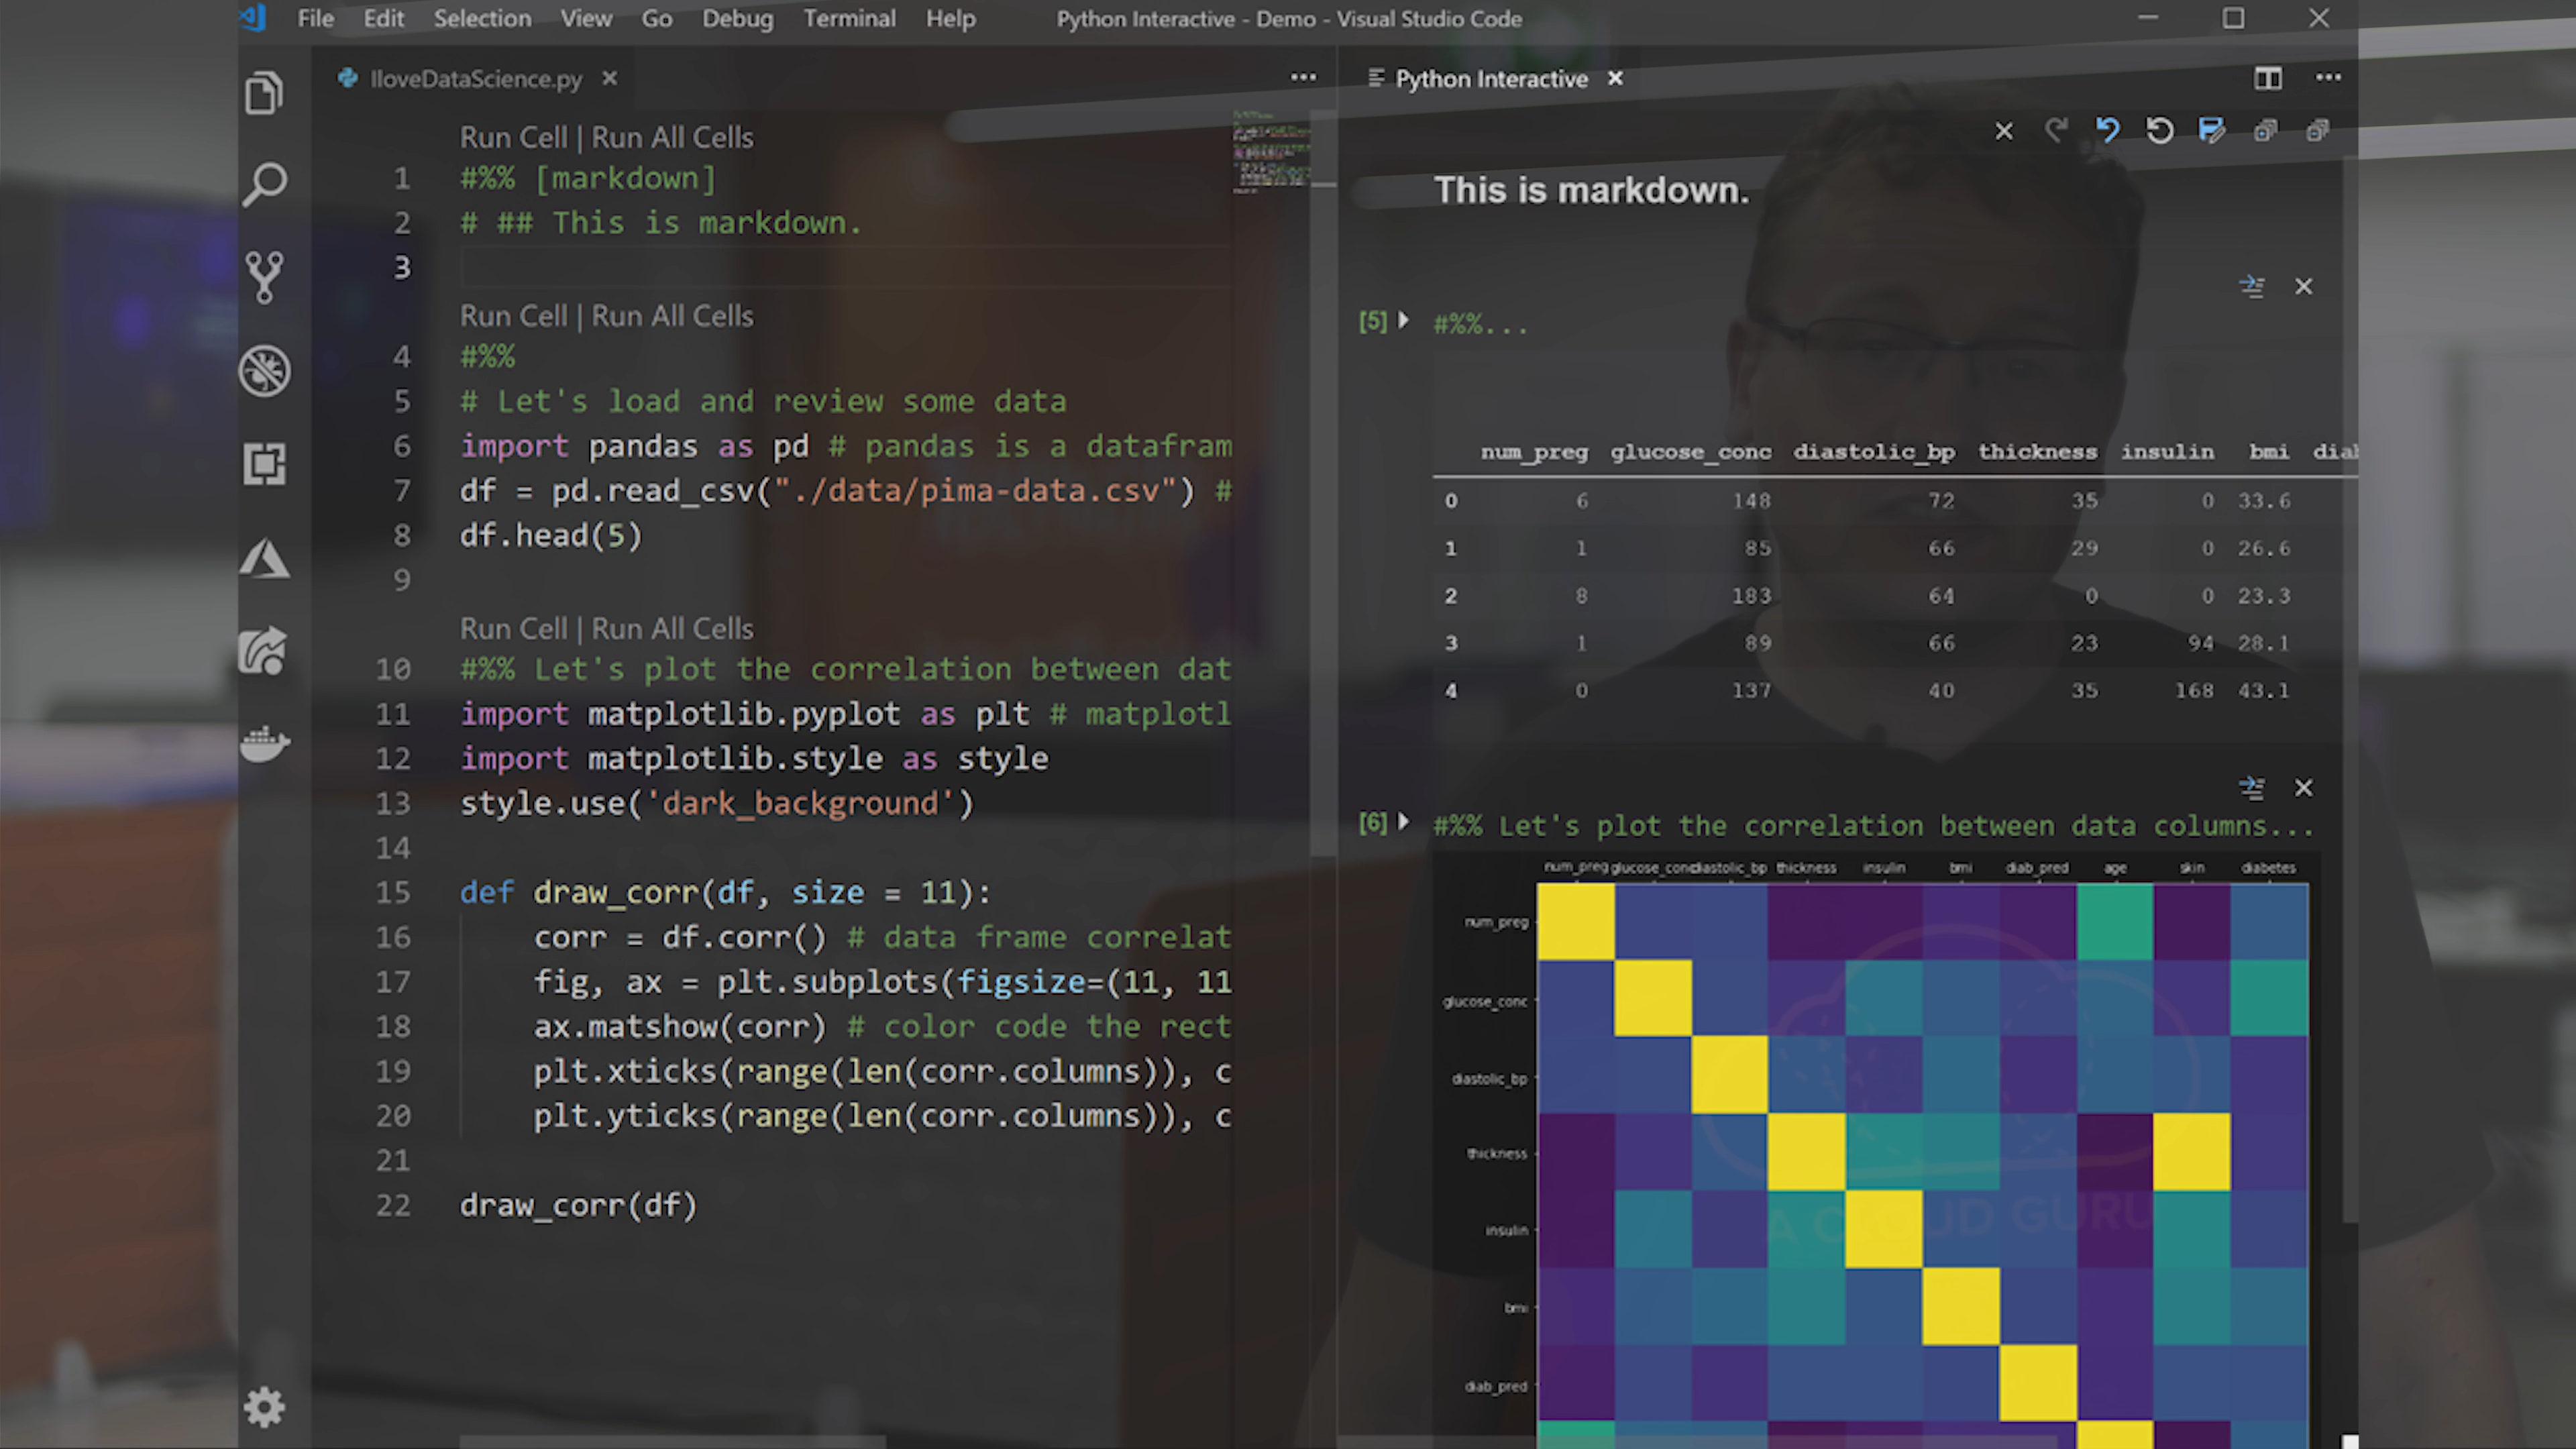 File Edit Selection View Go Debug Terminal Help Python Interactive - Demo - Visual Studio Code
IloveDataScience.py
Run Cell | Run All Cells
1 #%% [markdown]
2 # ## This is markdown.
3
Run Cell | Run All Cells
4 #%%
5 # Let's load and review some data
6 import pandas as pd # pandas is a datafram
7 df = pd.read_csv("./data/pima-data.csv") #
8 df.head(5)
9
Run Cell | Run All Cells
10 #%% Let's plot the correlation between dat
11 import matplotlib.pyplot as plt # matplotl
12 import matplotlib.style as style
13 style.use('dark_background')
14
15 def draw_corr(df, size = 11):
16 corr = df.corr() # data frame correlat
17 fig, ax = plt.subplots(figsize=(11, 11
18 ax.matshow(corr) # color code the rect
19 plt.xticks(range(len(corr.columns)), c
20 plt.yticks(range(len(corr.columns)), c
21
22 draw_corr(df)
Python Interactive
This is markdown.
[5] #%%...
num_preg glucose_conc diastolic_bp thickness insulin bmi diab
0 6 148 72 35 0 33.6
1 1 85 66 29 0 26.6
2 8 183 64 0 0 23.3
3 1 89 66 23 94 28.1
4 0 137 40 35 168 43.1
[6] #%% Let's plot the correlation between data columns...
num_preg glucose_conc diastolic_bp thickness insulin bmi diab_pred age skin diabetes
num_preg
glucose_conc
diastolic_bp
thickness
insulin
bmi
diab_pred
A CLOUD GURU